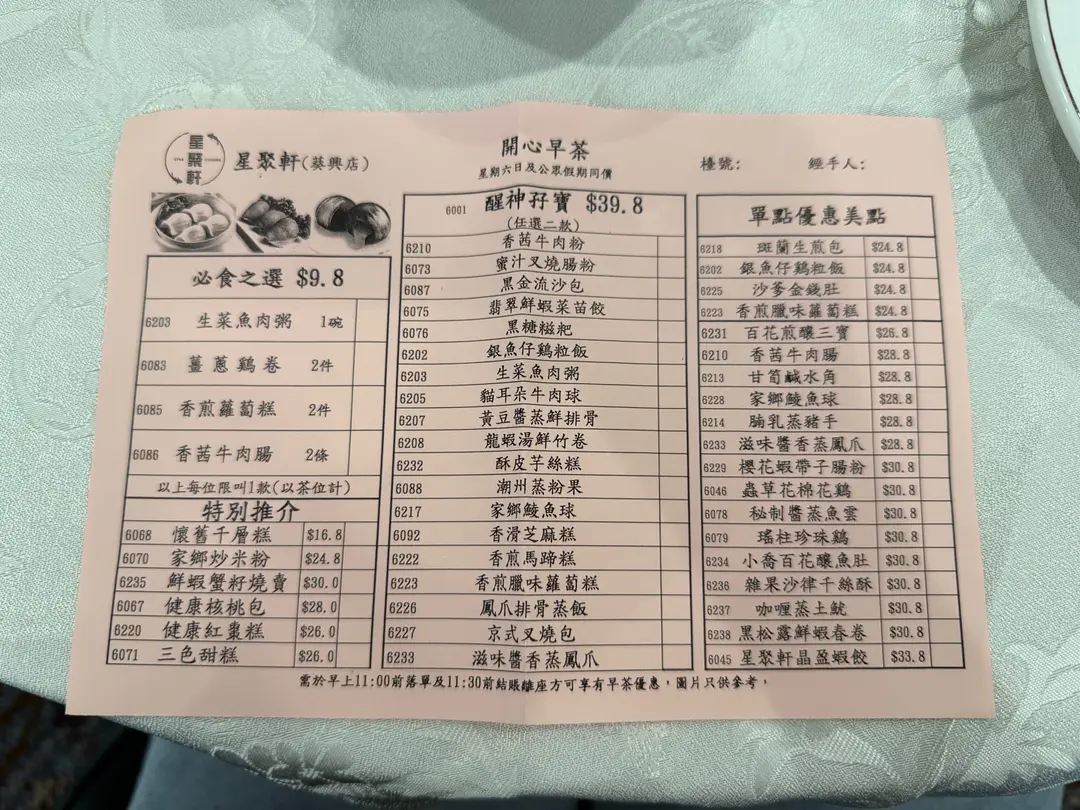 星聚軒
星聚軒(葵興店)
開心早茶
星期六日及公眾假期同價
檯號:
經手人:
必食之選 $9.8
6203 生菜魚肉粥 1碗
6083 薑蔥鷄卷 2件
6085 香煎蘿蔔糕 2件
6086 香茜牛肉腸 2條
以上每位限叫1款(以茶位計)
特別推介
6068 懷舊千層糕 $16.8
6070 家鄉炒米粉 $24.8
6235 鮮蝦蟹籽燒賣 $30.0
6067 健康核桃包 $28.0
6220 健康紅棗糕 $26.0
6071 三色甜糕 $26.0
6001 醒神孖寶 $39.8
(任選二款)
6210 香茜牛肉粉
6073 蜜汁叉燒腸粉
6087 黑金流沙包
6075 翡翠鮮蝦菜苗餃
6076 黑糖糍粑
6202 銀魚仔鷄粒飯
6203 生菜魚肉粥
6205 貓耳朵牛肉球
6207 黃豆醬蒸鮮排骨
6208 龍蝦湯鮮竹卷
6232 酥皮芋絲糕
6088 潮州蒸粉果
6217 家鄉鯪魚球
6092 香滑芝麻糕
6222 香煎馬蹄糕
6223 香煎臘味蘿蔔糕
6226 鳳爪排骨蒸飯
6227 京式叉燒包
6233 滋味醬香蒸鳳爪
單點優惠美點
6218 斑蘭生煎包 $24.8
6202 銀魚仔鷄粒飯 $24.8
6225 沙爹金錢肚 $24.8
6223 香煎臘味蘿蔔糕 $24.8
6231 百花煎釀三寶 $26.8
6210 香茜牛肉腸 $28.8
6213 甘筍鹹水角 $28.8
6228 家鄉鯪魚球 $28.8
6214 腩乳蒸豬手 $28.8
6233 滋味醬香蒸鳳爪 $28.8
6229 櫻花蝦帶子腸粉 $30.8
6046 蟲草花棉花鷄 $30.8
6078 秘制醬蒸魚雲 $30.8
6079 瑤柱珍珠鷄 $30.8
6234 小喬百花釀魚肚 $30.8
6236 雜果沙律千絲酥 $30.8
6237 咖喱蒸土魷 $30.8
6238 黑松露鮮蝦春卷 $30.8
6045 星聚軒晶盈蝦餃 $33.8
需於早上11:00前落單及11:30前結賬離座方可享有早茶優惠，圖片只供參考，